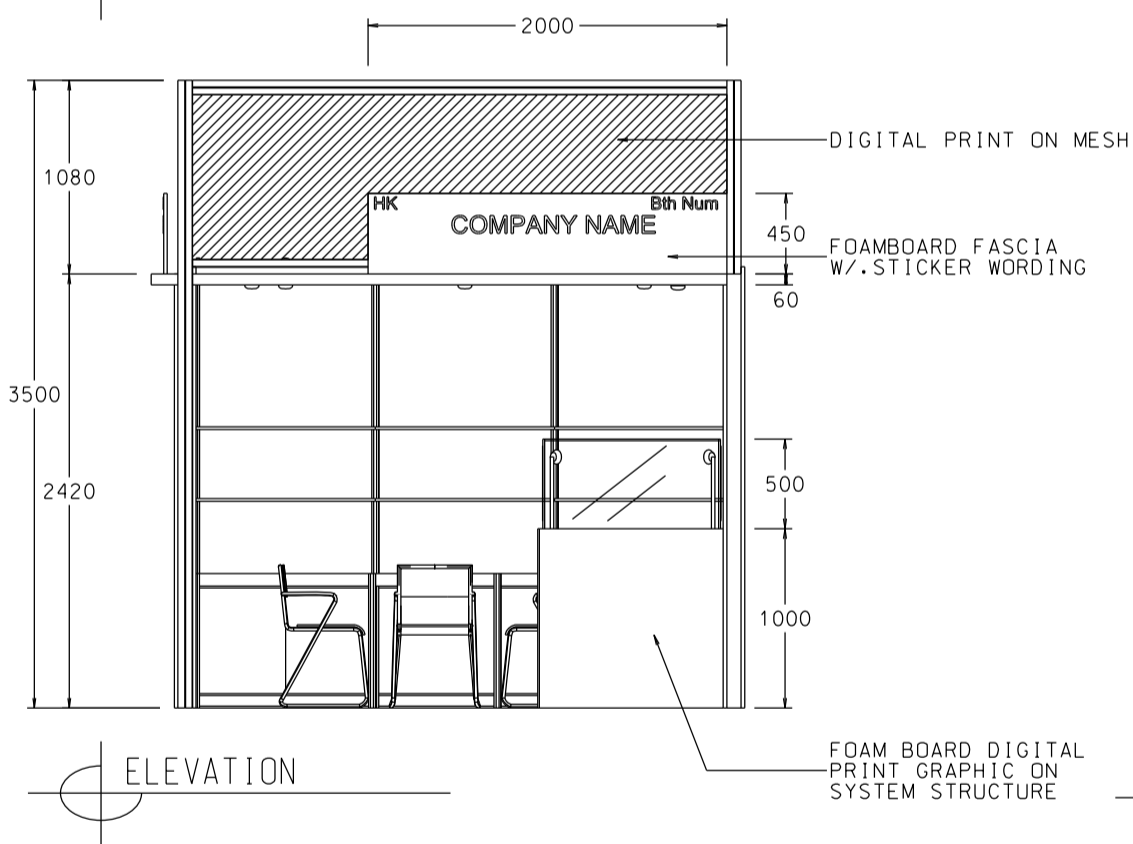 2000
DIGITAL PRINT ON MESH
1080
HK
Bth Num
COMPANY NAME
450
FOAMBOARD FASCIA
W/.STICKER WORDING
60
3500
2420
500
1000
ELEVATION
FOAM BOARD DIGITAL
PRINT GRAPHIC ON
SYSTEM STRUCTURE